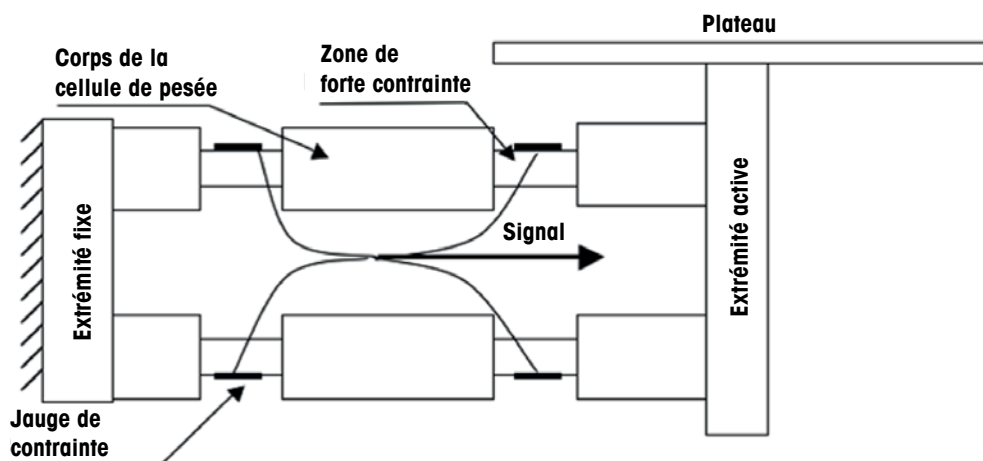 Plateau
Corps de la
cellule de pesée
Zone de
forte contrainte
Extrémité fixe
Signal
Extrémité active
Jauge de
contrainte